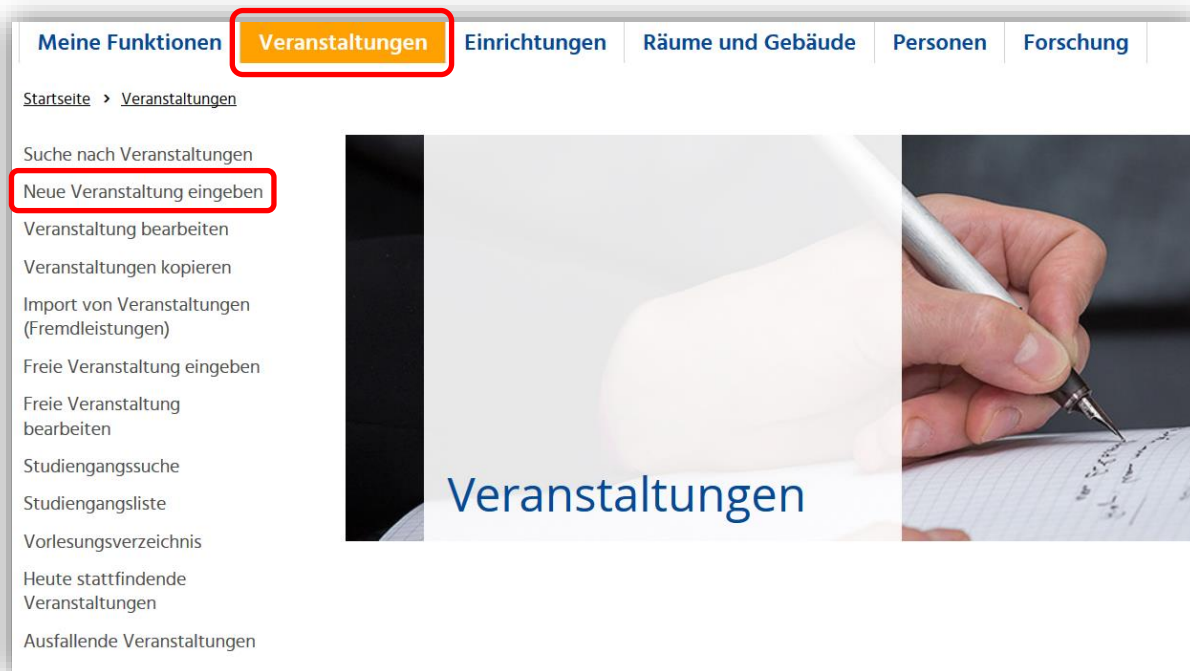 Meine Funktionen Veranstaltungen Einrichtungen Räume und Gebäude Personen Forschung
Startseite > Veranstaltungen
Suche nach Veranstaltungen
Neue Veranstaltung eingeben
Veranstaltung bearbeiten
Veranstaltungen kopieren
Import von Veranstaltungen
(Fremdleistungen)
Freie Veranstaltung eingeben
Freie Veranstaltung
bearbeiten
Studiengangssuche
Studiengangsliste
Vorlesungsverzeichnis
Heute stattfindende
Veranstaltungen
Ausfallende Veranstaltungen
Veranstaltungen